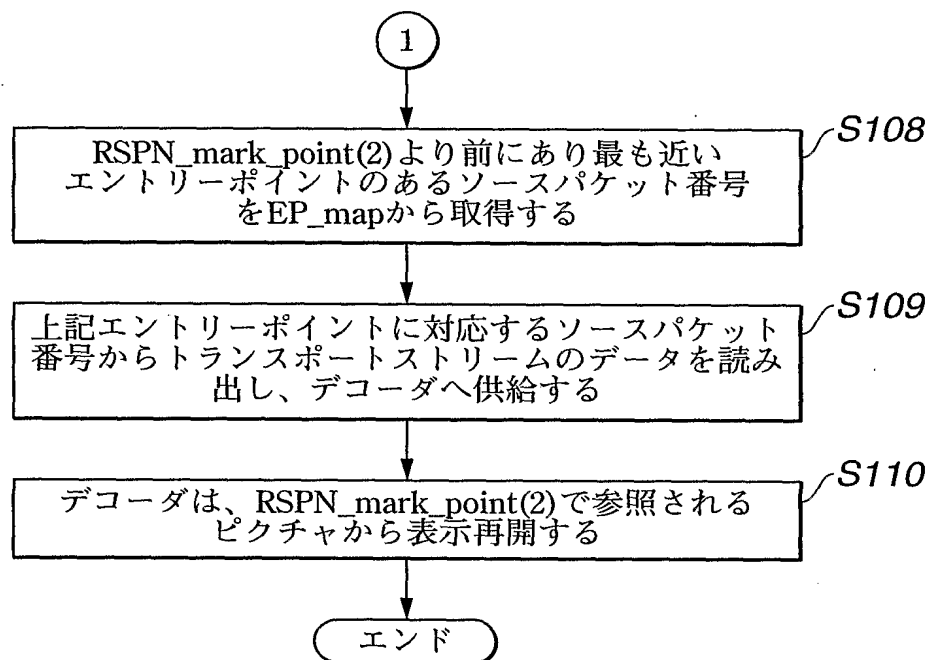 1
S108
RSPN_mark_point(2)より前にあり最も近い
エントリーポイントのあるソースパケット番号
をEP_mapから取得する
S109
上記エントリーポイントに対応するソースパケット
番号からトランスポートストリームのデータを読み
出し、デコーダへ供給する
S110
デコーダは、RSPN_mark_point(2)で参照される
ピクチャから表示再開する
エンド